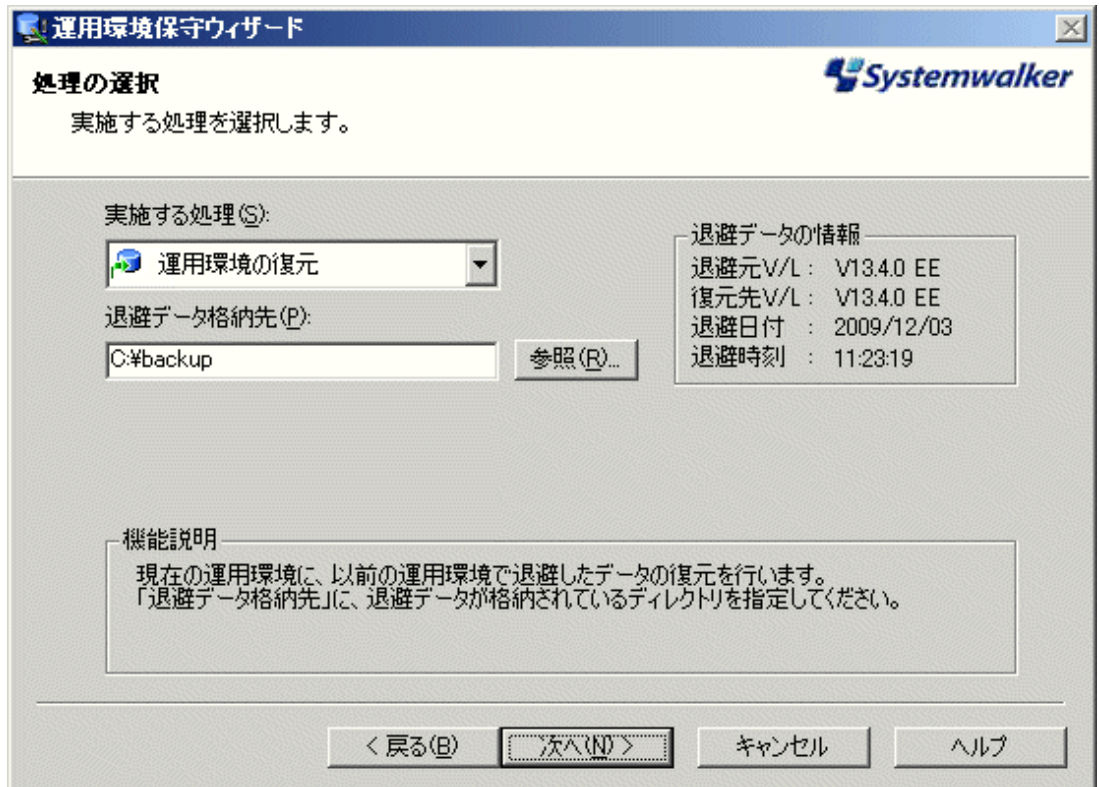 運用環境保守ウィザード
処理の選択
実施する処理を選択します。
Systemwalker
実施する処理(S):
運用環境の復元
退避データ格納先(P):
C:¥backup
参照(R)...
退避データの情報
退避元V/L : V13.4.0 EE
復元先V/L : V13.4.0 EE
退避日付 : 2009/12/03
退避時刻 : 11:23:19
機能説明
現在の運用環境に、以前の運用環境で退避したデータの復元を行います。
「退避データ格納先」に、退避データが格納されているディレクトリを指定してください。
< 戻る(B)
次へ(N) >
キャンセル
ヘルプ